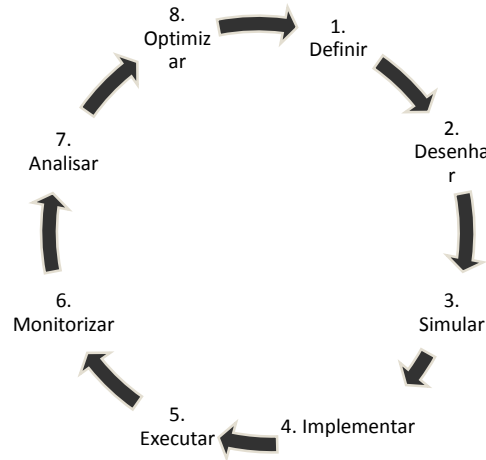 1.
Definir
2.
Desenha
r
3.
Simular
4. Implementar
5.
Executar
6.
Monitorizar
7.
Analisar
8.
Optimiz
ar